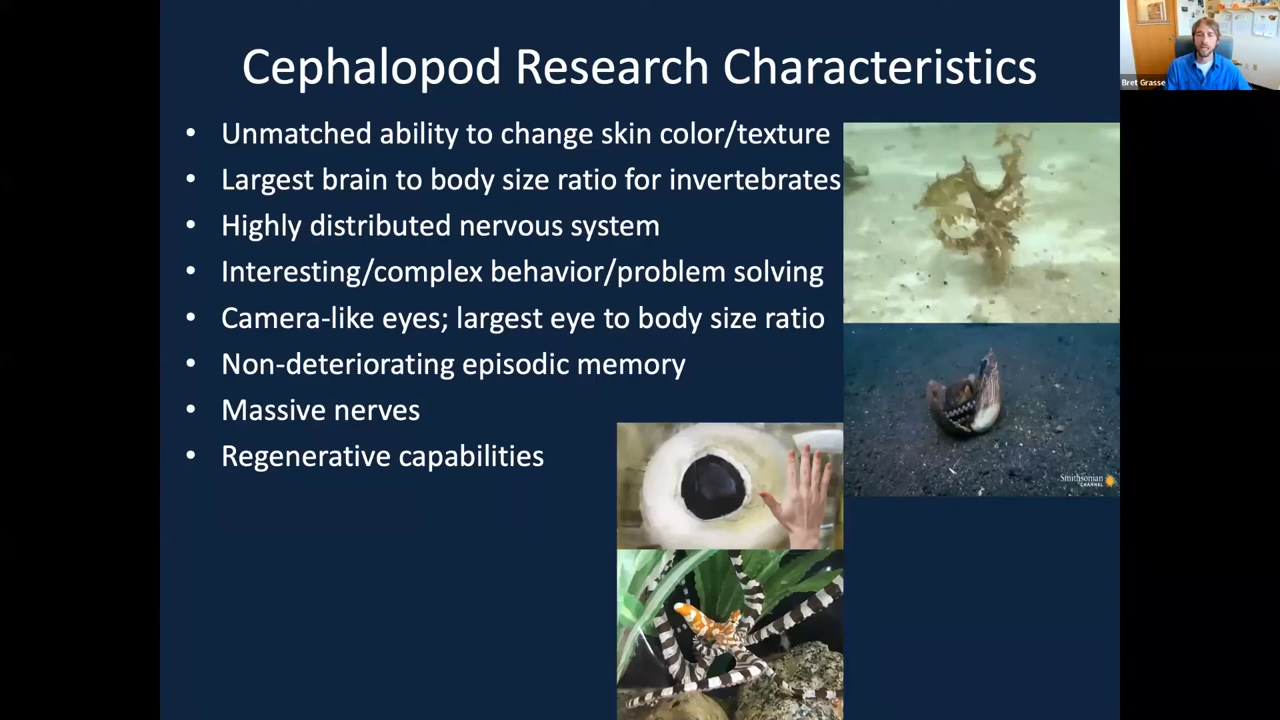 Cephalopod Research Characteristics
• Unmatched ability to change skin color/texture
• Largest brain to body size ratio for invertebrates
• Highly distributed nervous system
• Interesting/complex behavior/problem solving
• Camera-like eyes; largest eye to body size ratio
• Non-deteriorating episodic memory
• Massive nerves
• Regenerative capabilities
Bret Grasse
Smithsonian
CHANNEL